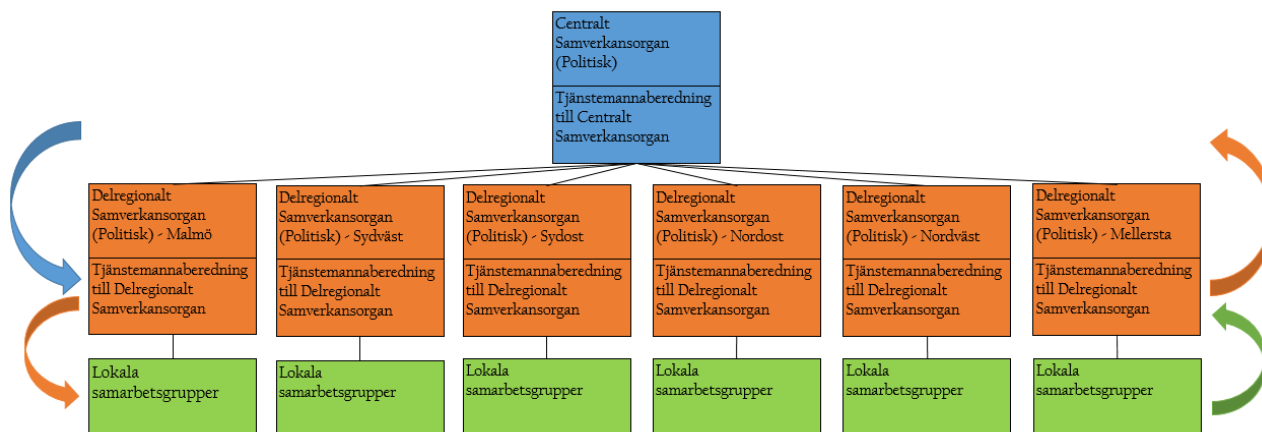 Centralt
Samverkansorgan
(Politisk)
Tjänstemannaberedning
till Centralt
Samverkansorgan
Delregionalt
Samverkansorgan
(Politisk) - Malmö
Tjänstemannaberedning
till Delregionalt
Samverkansorgan
Delregionalt
Samverkansorgan
(Politisk) - Sydväst
Tjänstemannaberedning
till Delregionalt
Samverkansorgan
Delregionalt
Samverkansorgan
(Politisk) - Sydost
Tjänstemannaberedning
till Delregionalt
Samverkansorgan
Delregionalt
Samverkansorgan
(Politisk) - Nordost
Tjänstemannaberedning
till Delregionalt
Samverkansorgan
Delregionalt
Samverkansorgan
(Politisk) - Nordväst
Tjänstemannaberedning
till Delregionalt
Samverkansorgan
Delregionalt
Samverkansorgan
(Politisk) - Mellersta
Tjänstemannaberedning
till Delregionalt
Samverkansorgan
Lokala
samarbetsgrupper
Lokala
samarbetsgrupper
Lokala
samarbetsgrupper
Lokala
samarbetsgrupper
Lokala
samarbetsgrupper
Lokala
samarbetsgrupper